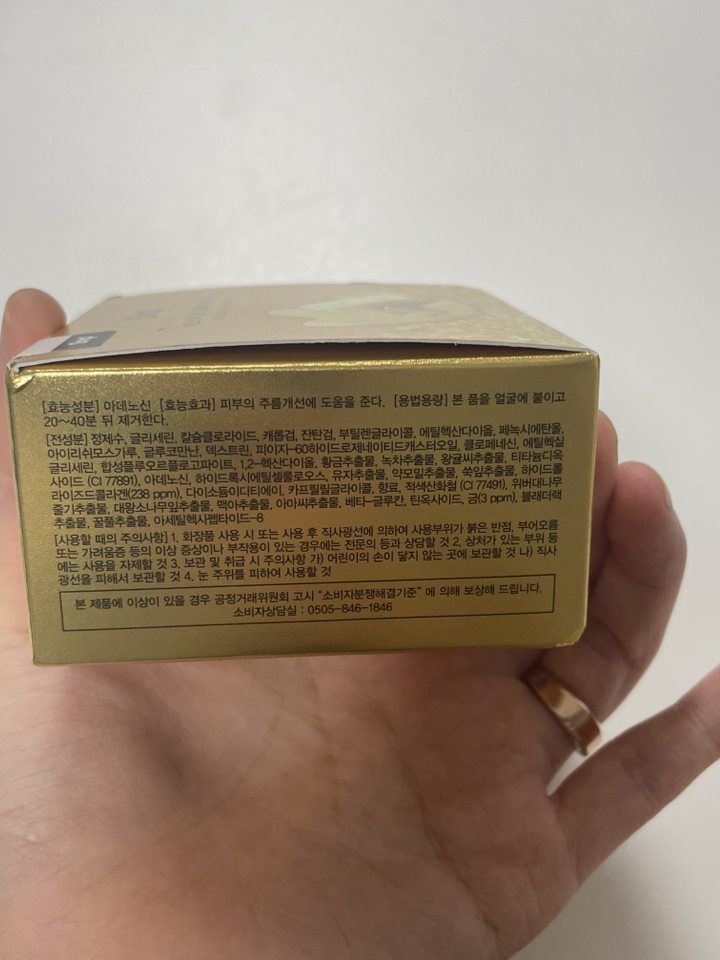 [효능성분] 아데노신 [효능효과] 피부의 주름개선에 도움을 준다. [용법용량] 본 품을 얼굴에 붙이고
20~40분 뒤 제거한다.
[전성분] 정제수, 글리세린, 칼슘클로라이드, 캐롭검, 잔탄검, 부틸렌글라이콜, 에틸헥산다이올, 페녹시에탄올,
아이리쉬모스가루, 글루코만난, 덱스트린, 피이지-60하이드로제네이티드캐스터오일, 클로페네신, 에틸헥실
글리세린, 합성플루오르플로고파이트, 1,2-헥산다이올, 황금추출물, 녹차추출물, 왕귤씨추출물, 티타늄디옥
사이드 (CI 77891), 아데노신, 하이드록시에틸셀룰로오스, 유자추출물, 약모밀추출물, 쑥잎추출물, 하이드롤
라이즈드콜라겐(238 ppm), 다이소듐이디티에이, 카프릴릴글라이콜, 향료, 적색산화철 (CI 77491), 위버대나무
줄기추출물, 대왕소나무잎추출물, 맥아추출물, 아마씨추출물, 베타-글루칸, 틴옥사이드, 금(3 ppm), 블래더랙
추출물, 꿀풀추출물, 아세틸헥사펩타이드-8
[사용할 때의 주의사항] 1. 화장품 사용 시 또는 사용 후 직사광선에 의하여 사용부위가 붉은 반점, 부어오름
또는 가려움증 등의 이상 증상이나 부작용이 있는 경우에는 전문의 등과 상담할 것 2. 상처가 있는 부위 등
에는 사용을 자제할 것 3. 보관 및 취급 시 주의사항 가) 어린이의 손이 닿지 않는 곳에 보관할 것 나) 직사
광선을 피해서 보관할 것 4. 눈 주위를 피하여 사용할 것
본 제품에 이상이 있을 경우 공정거래위원회 고시 "소비자분쟁해결기준" 에 의해 보상해 드립니다.
소비자상담실 : 0505-846-1846